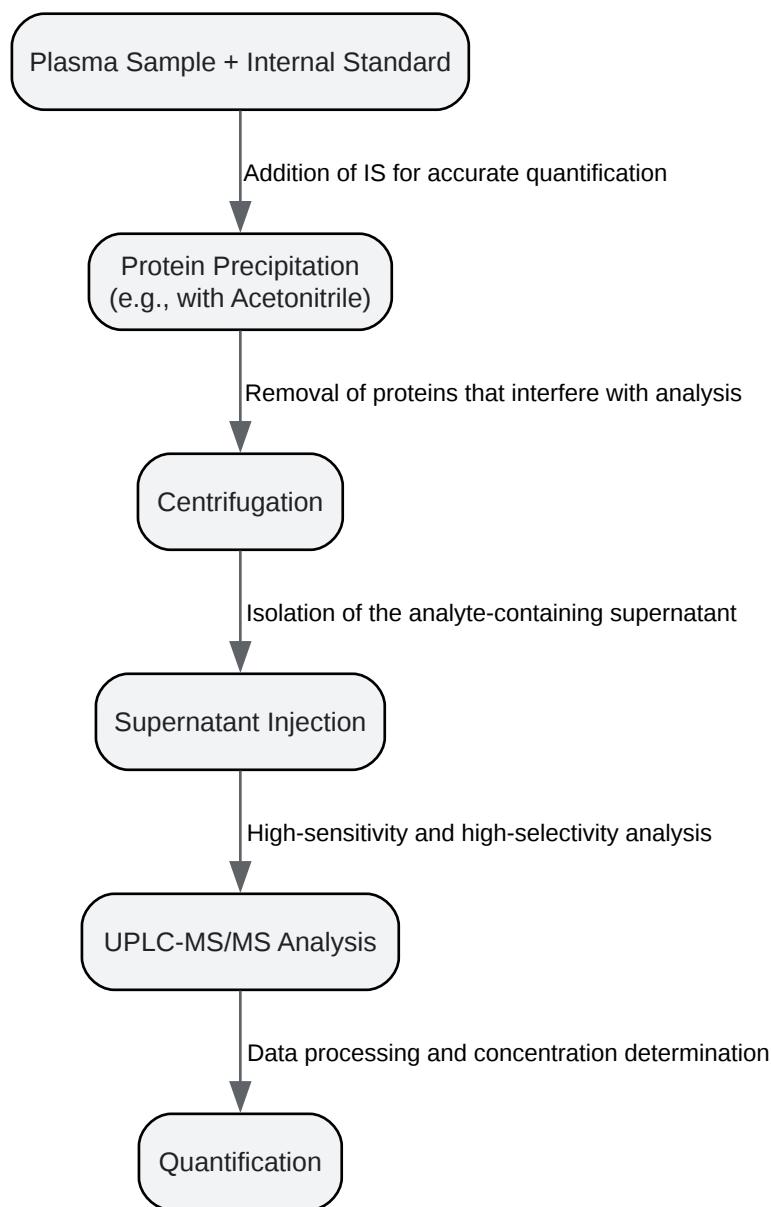 Plasma Sample + Internal Standard
Addition of IS for accurate quantification
Protein Precipitation
(e.g., with Acetonitrile)
Removal of proteins that interfere with analysis
Centrifugation
Isolation of the analyte-containing supernatant
Supernatant Injection
High-sensitivity and high-selectivity analysis
UPLC-MS/MS Analysis
Data processing and concentration determination
Quantification